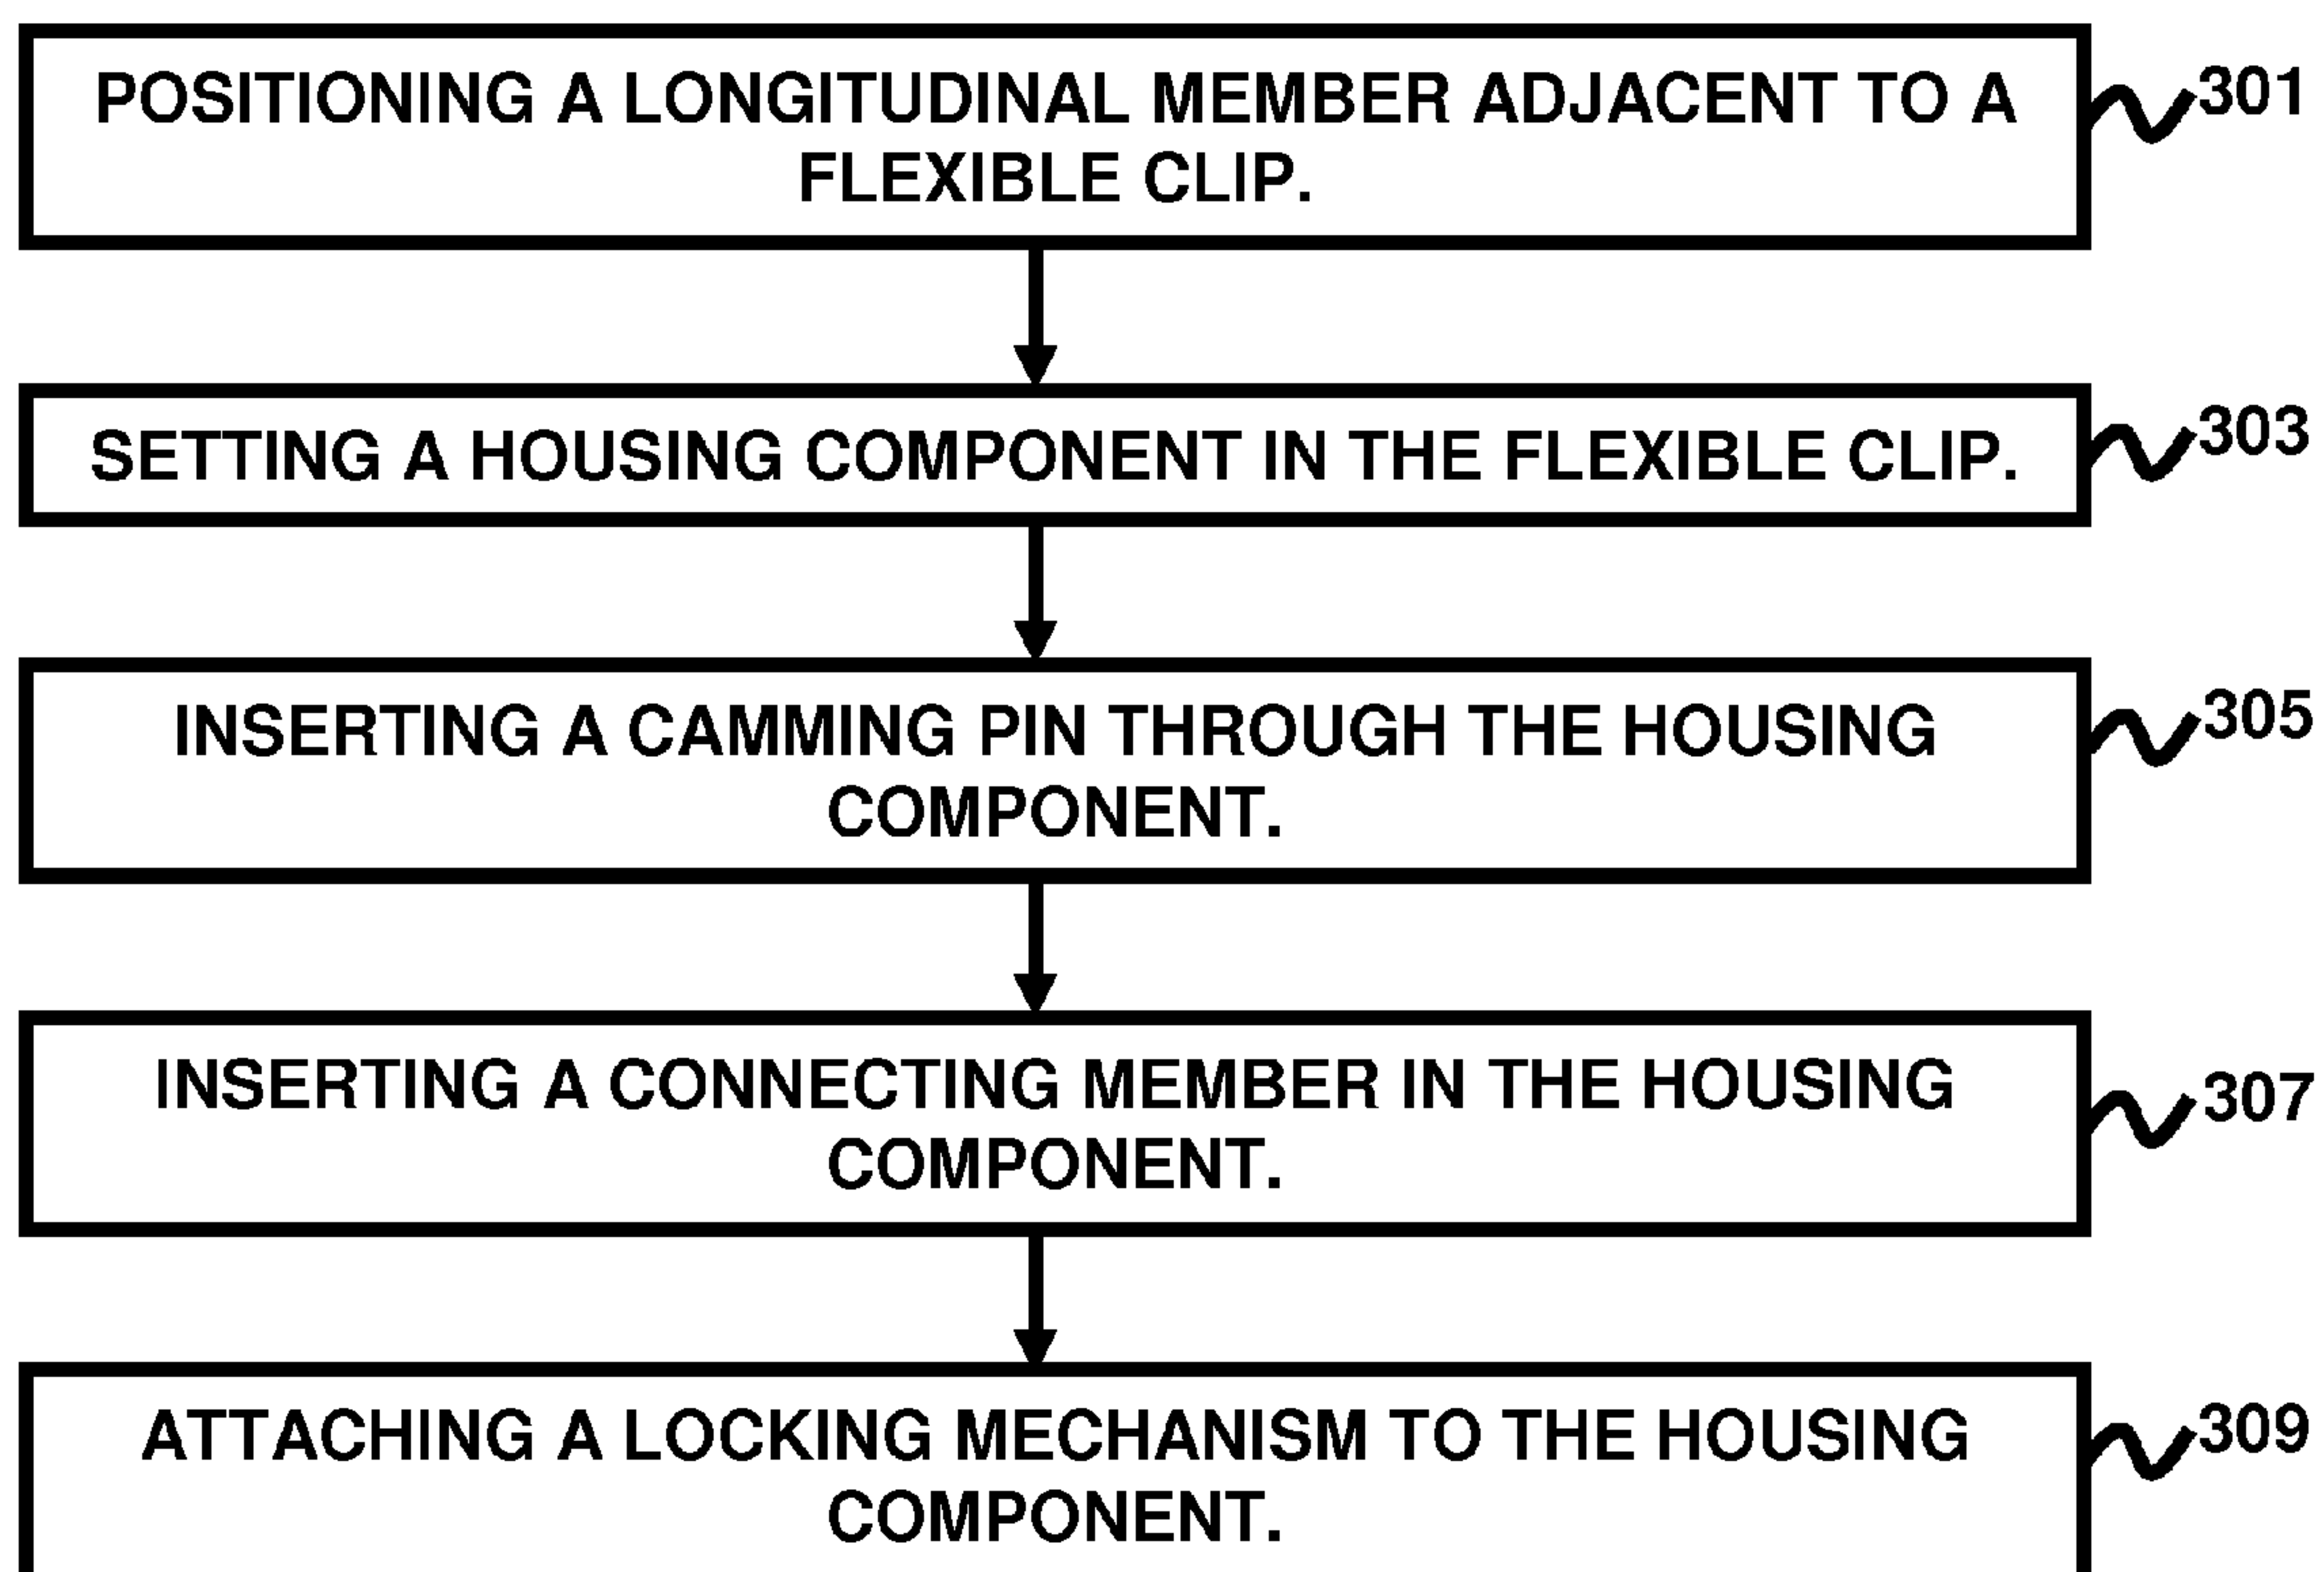 POSITIONING A LONGITUDINAL MEMBER ADJACENT TO A
FLEXIBLE CLIP.
301
SETTING A HOUSING COMPONENT IN THE FLEXIBLE CLIP.
303
INSERTING A CAMMING PIN THROUGH THE HOUSING
COMPONENT.
305
INSERTING A CONNECTING MEMBER IN THE HOUSING
COMPONENT.
307
ATTACHING A LOCKING MECHANISM TO THE HOUSING
COMPONENT.
309